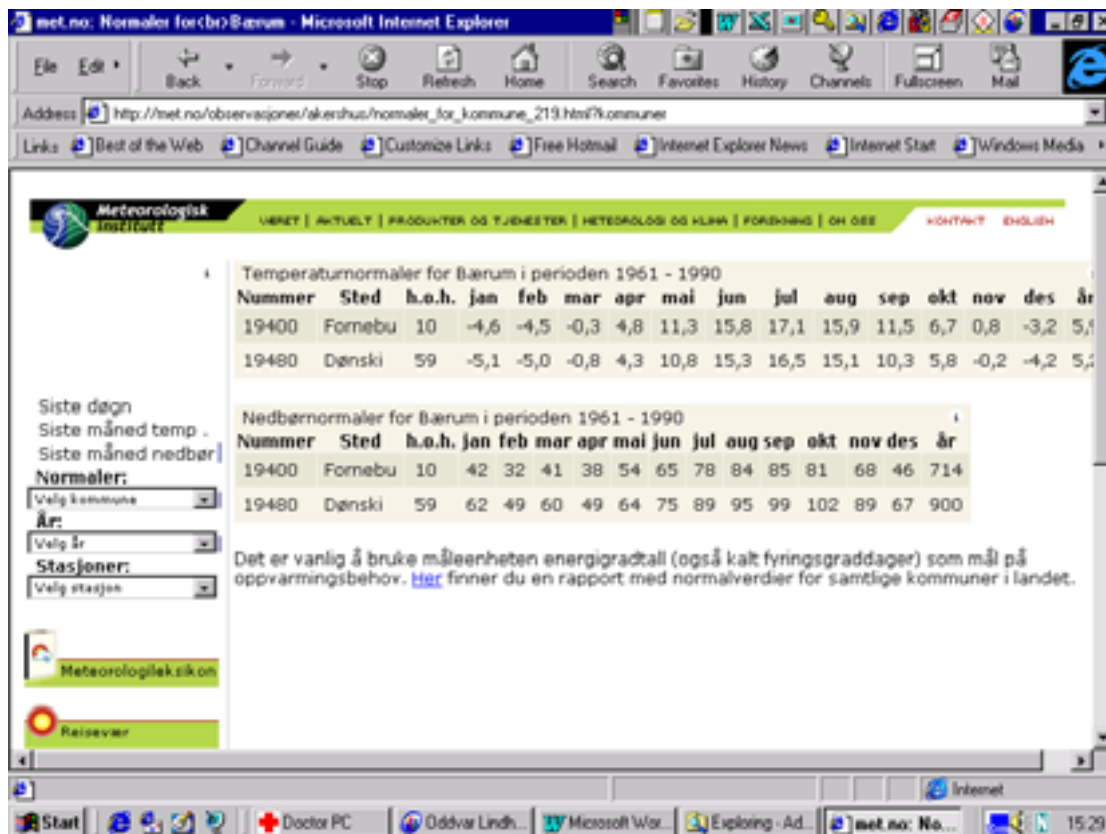 met.no: Normaler for<br>Bærum - Microsoft Internet Explorer
File Edit
Back Forward Stop Refresh Home Search Favorites History Channels Fullscreen Mail
Address http://met.no/observasjoner/akershus/normaler_for_kommune_219.html?kommuner
Links Best of the Web Channel Guide Customize Links Free Hotmail Internet Explorer News Internet Start Windows Media
Meteorologisk
institutt
VÆRET | AKTUELT | PRODUKTER OG TJENESTER | METEOROLOGI OG KLIMA | FORSKNING | OM OSS KONTAKT ENGLISH
Temperaturnormaler for Bærum i perioden 1961 - 1990
Nummer Sted h.o.h. jan feb mar apr mai jun jul aug sep okt nov des år
19400 Fornebu 10 -4,6 -4,5 -0,3 4,8 11,3 15,8 17,1 15,9 11,5 6,7 0,8 -3,2 5,9
19480 Dønski 59 -5,1 -5,0 -0,8 4,3 10,8 15,3 16,5 15,1 10,3 5,8 -0,2 -4,2 5,2
Nedbørnormaler for Bærum i perioden 1961 - 1990
Nummer Sted h.o.h. jan feb mar apr mai jun jul aug sep okt nov des år
19400 Fornebu 10 42 32 41 38 54 65 78 84 85 81 68 46 714
19480 Dønski 59 62 49 60 49 64 75 89 95 99 102 89 67 900
Det er vanlig å bruke måleenheten energigradtall (også kalt fyringsgraddager) som mål på
oppvarmingsbehov. Her finner du en rapport med normalverdier for samtlige kommuner i landet.
Siste døgn
Siste måned temp .
Siste måned nedbør
Normaler:
Velg kommune
År:
Velg år
Stasjoner:
Velg stasjon
Meteorologileksikon
Reisevær
Internet
Start Doctor PC Oddvar Lindh... Microsoft Wor... Exploring - Ad... met.no: No... 15:29